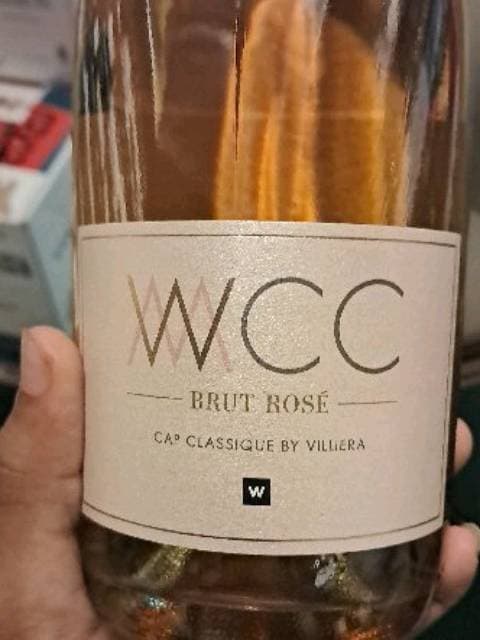 WCC
BRUT ROSÉ
CAP CLASSIQUE BY VILLIERA
W